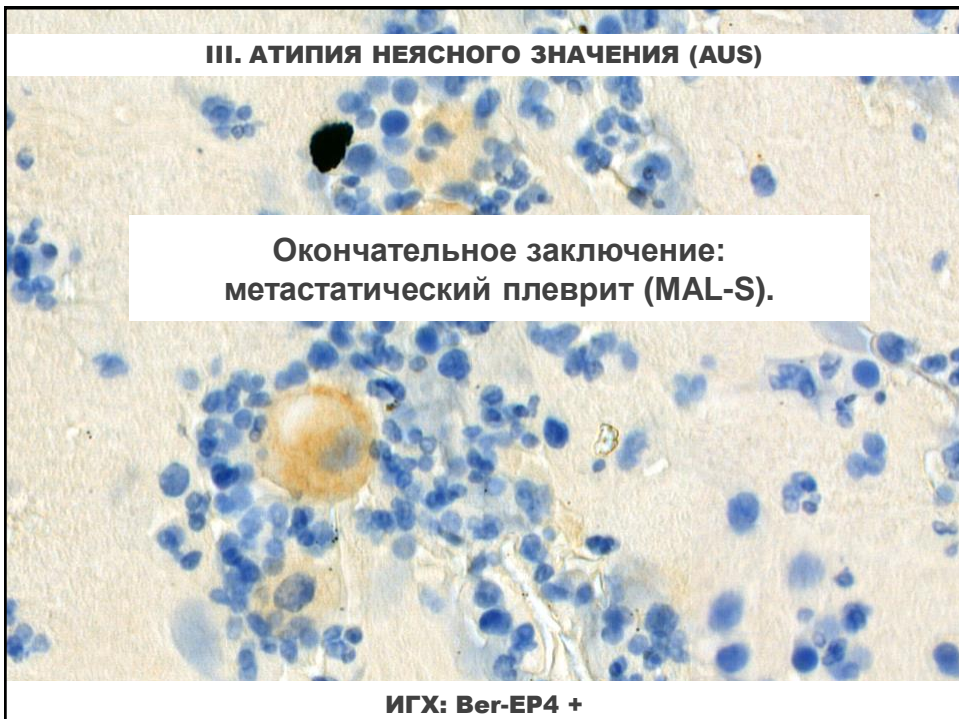 III. АТИПИЯ НЕЯСНОГО ЗНАЧЕНИЯ (AUS)
Окончательное заключение:
метастатический плеврит (MAL-S).
ИГХ: Ber-EP4 +